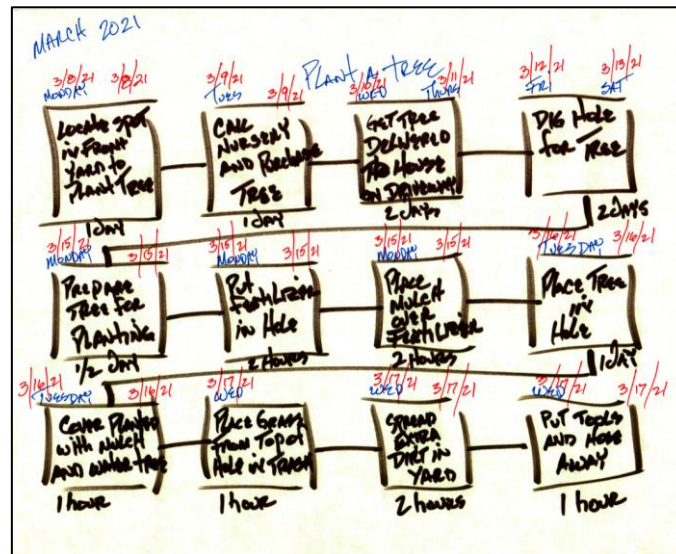 MARCH 2021
PLANT A TREE
3/8/21 3/8/21
MONDAY
LOCATE SPOT
IN FRONT
YARD TO
PLANT TREE
1 DAY
3/9/21 3/9/21
TUES
CALL
NURSERY
AND PURCHASE
TREE
1 DAY
3/10/21 3/11/21
WED THURS
GET TREE
DELIVERED
TO HOUSE
ON DRIVEWAY
2 DAYS
3/12/21 3/13/21
FRI SAT
DIG HOLE
for TREE
2 DAYS
3/15/21 3/15/21
MONDAY
PREPARE
TREE FOR
PLANTING
1/2 DAY
3/15/21 3/15/21
MONDAY
PUT
FERTILIZER
IN HOLE
2 HOURS
3/15/21 3/15/21
MONDAY
PLACE
MULCH
OVER
FERTILIZER
2 HOURS
3/16/21 3/16/21
TUESDAY
PLACE TREE
IN
HOLE
1 DAY
3/16/21 3/16/21
TUESDAY
COVER PLANTED
with MULCH
AND WATER TREE
1 hour
3/17/21 3/17/21
WED
PLACE GRASS
FROM TOP OF
HOLE IN TRASH
1 hour
3/17/21 3/17/21
WED
SPREAD
EXTRA
DIRT IN
YARD
2 hours
3/17/21
WED
PUT TOOLS
AND HOSE
AWAY
1 hour